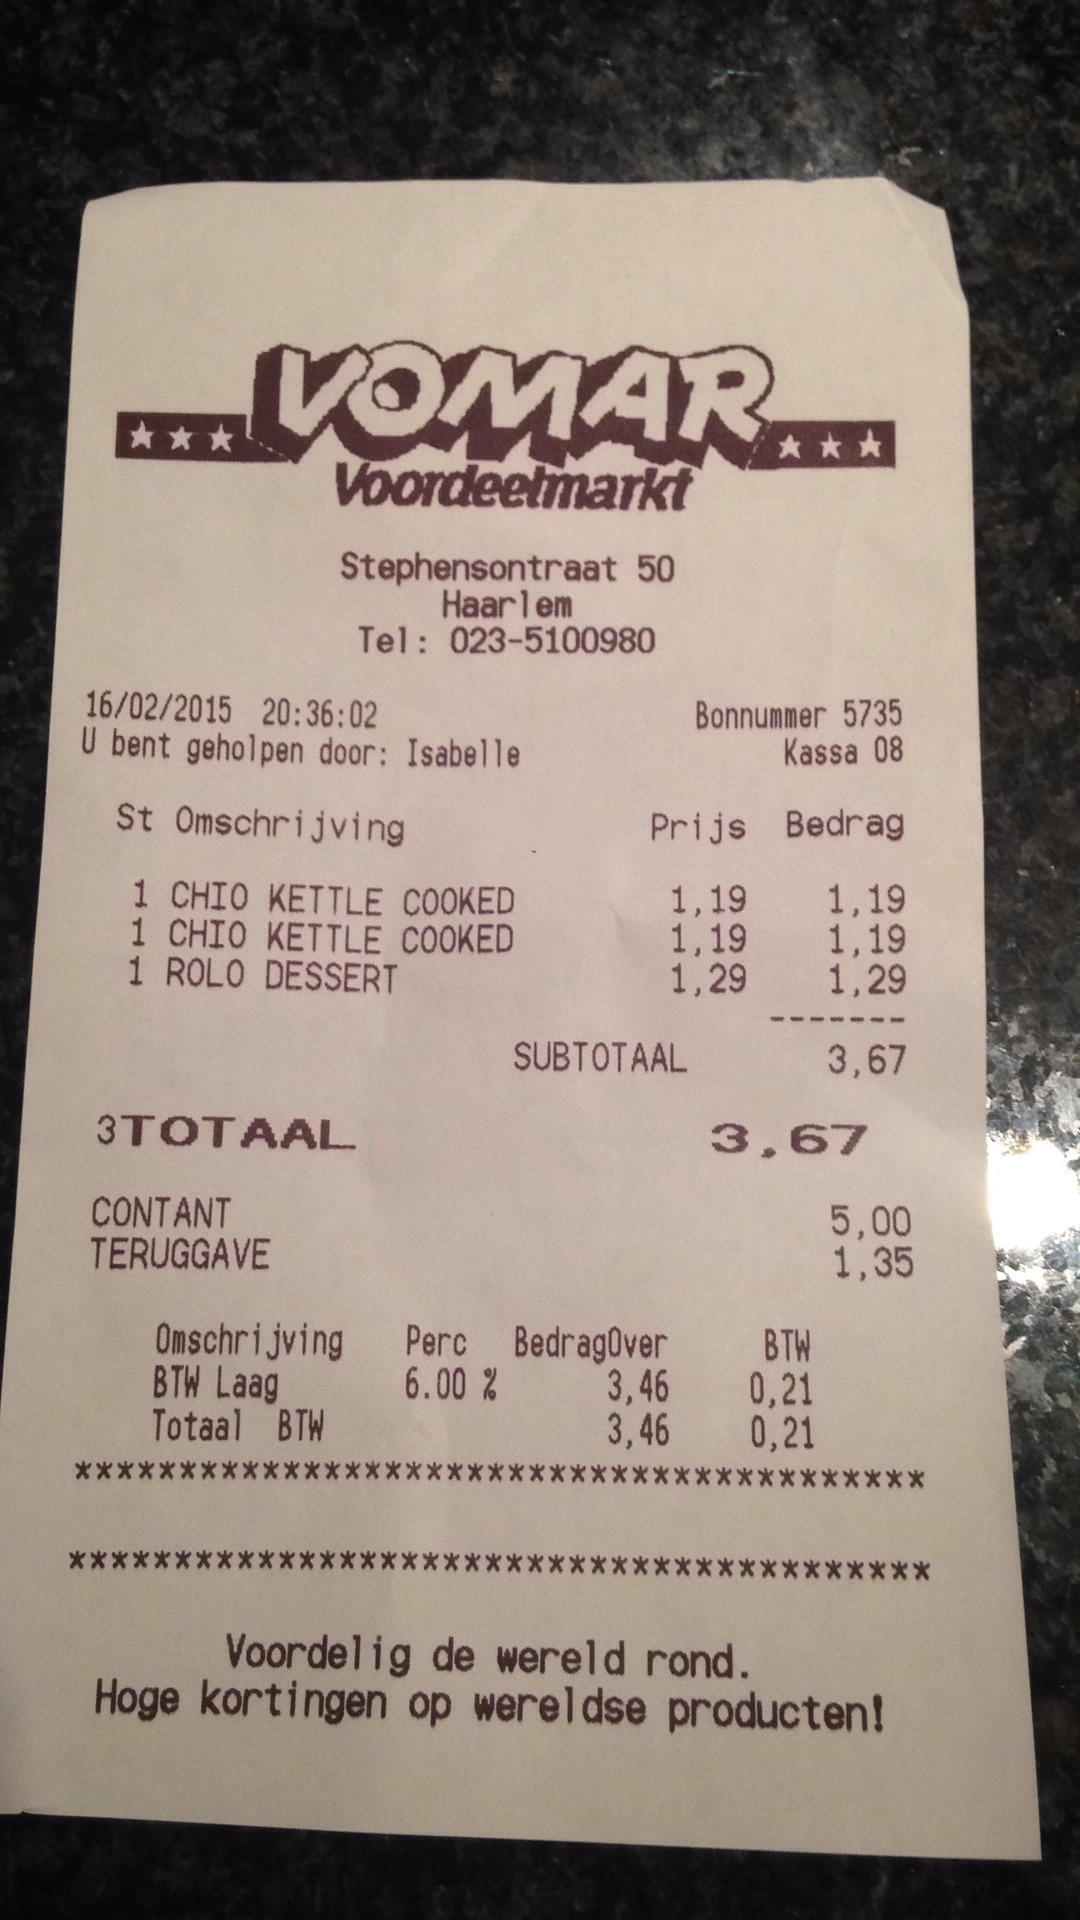 VOMAR
Voordeelmarkt
Stephensontraat 50
Haarlem
Tel: 023-5100980
16/02/2015 20:36:02 Bonnummer 5735
U bent geholpen door: Isabelle Kassa 08
St Omschrijving Prijs Bedrag
1 CHIO KETTLE COOKED 1,19 1,19
1 CHIO KETTLE COOKED 1,19 1,19
1 ROLO DESSERT 1,29 1,29
-------
SUBTOTAAL 3,67
3TOTAAL 3.67
CONTANT 5,00
TERUGGAVE 1,35
Omschrijving Perc BedragOver BTW
BTW Laag 6.00 % 3,46 0,21
Totaal BTW 3,46 0,21
*****************************************
*****************************************
Voordelig de wereld rond.
Hoge kortingen op wereldse producten!